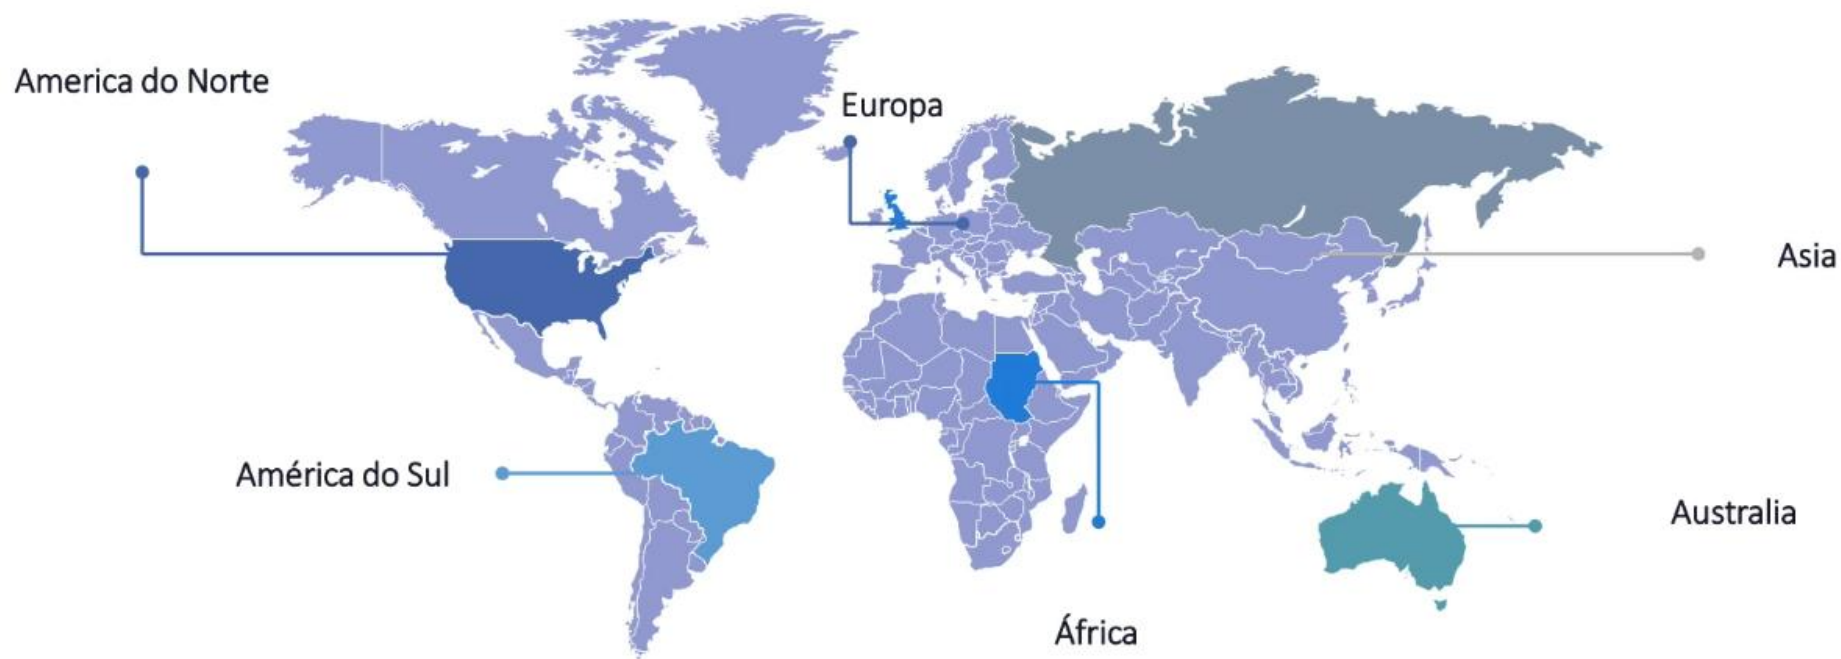 America do Norte
Europa
Asia
América do Sul
Australia
África